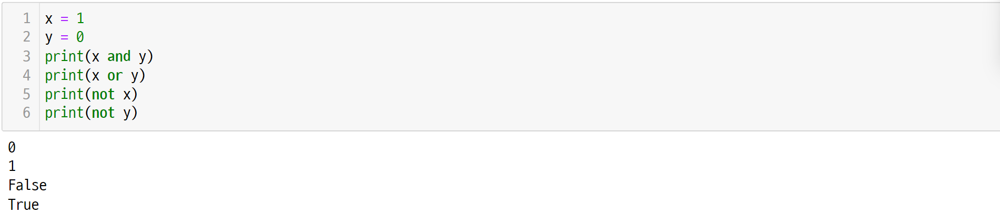 1 x = 1
2 y = 0
3 print(x and y)
4 print(x or y)
5 print(not x)
6 print(not y)
0
1
False
True